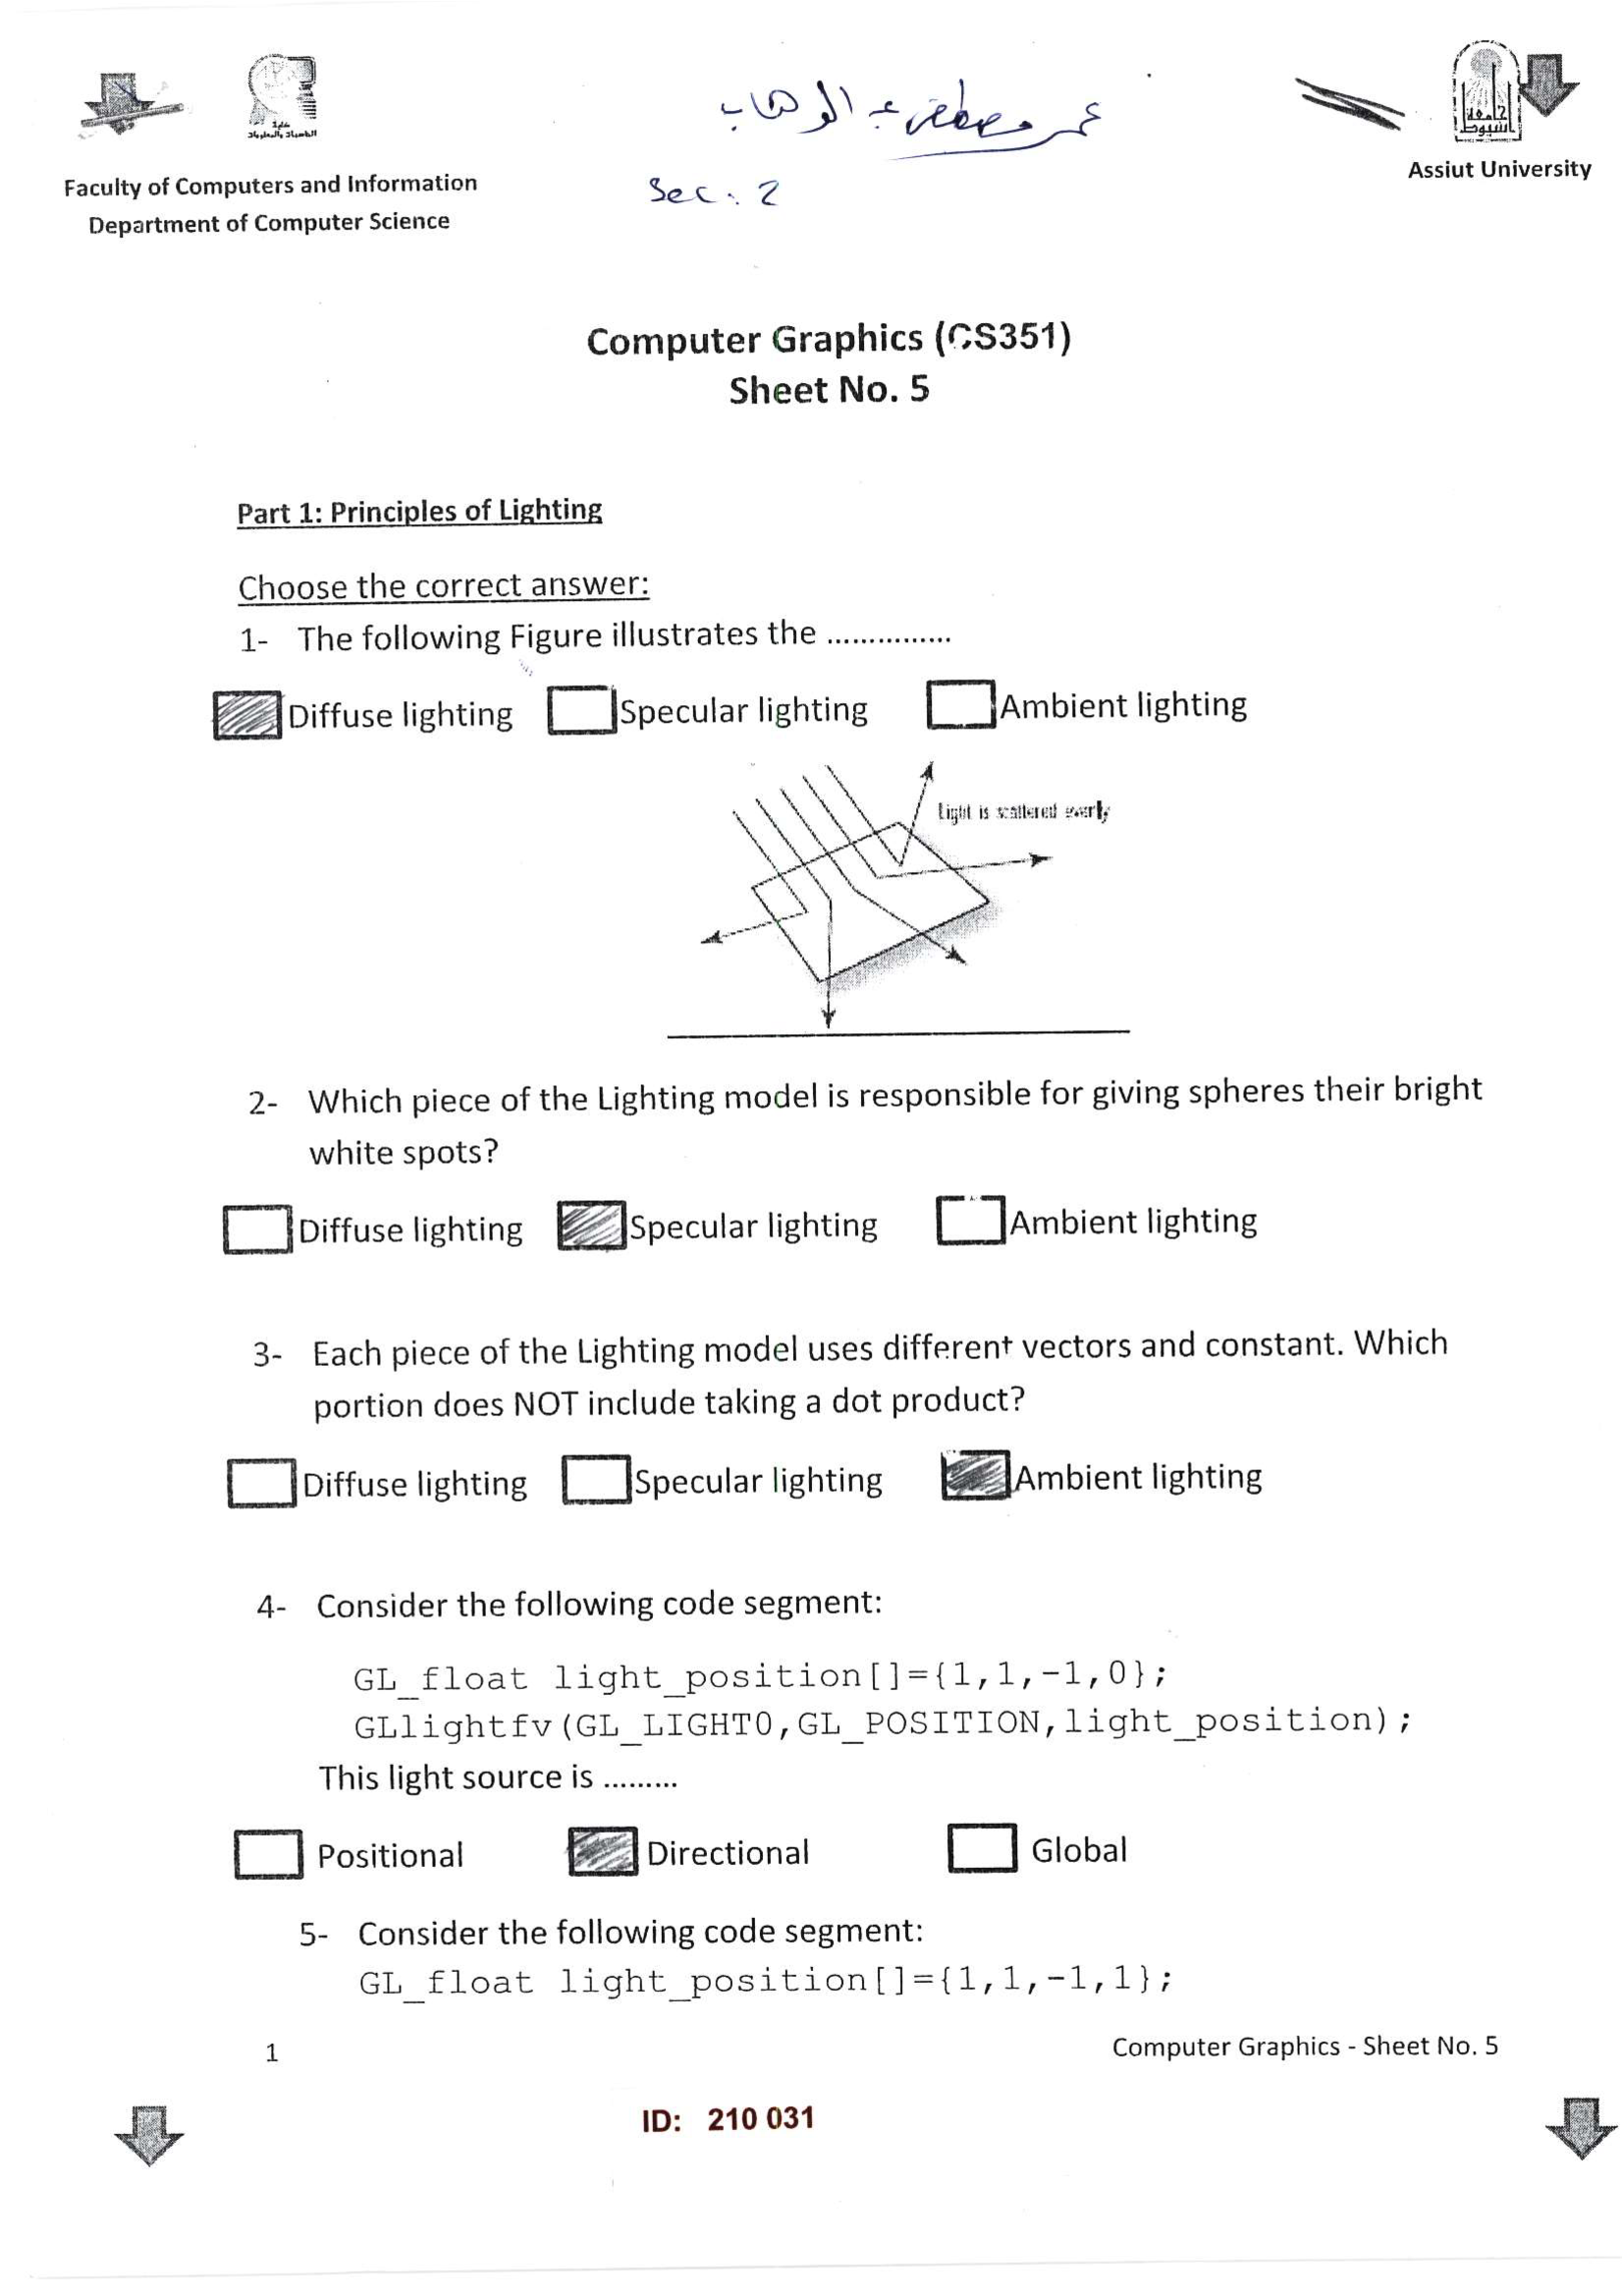 كلية
الحاسبات والمعلومات
عمر مصطفى عبد الوهاب
جامعة
أسيوط
Assiut University
Faculty of Computers and Information
Department of Computer Science
Sec: 2
Computer Graphics (CS351)
Sheet No. 5
Part 1: Principles of Lighting
Choose the correct answer:
1- The following Figure illustrates the ...............
Diffuse lighting Specular lighting Ambient lighting
Light is scattered evenly
2- Which piece of the Lighting model is responsible for giving spheres their bright
white spots?
Diffuse lighting Specular lighting Ambient lighting
3- Each piece of the Lighting model uses different vectors and constant. Which
portion does NOT include taking a dot product?
Diffuse lighting Specular lighting Ambient lighting
4- Consider the following code segment:
GL_float light_position[]={1,1,-1,0};
GLlightfv(GL_LIGHT0,GL_POSITION,light_position);
This light source is .........
Positional Directional Global
5- Consider the following code segment:
GL_float light_position[]={1,1,-1,1};
1 Computer Graphics - Sheet No. 5
ID: 210 031